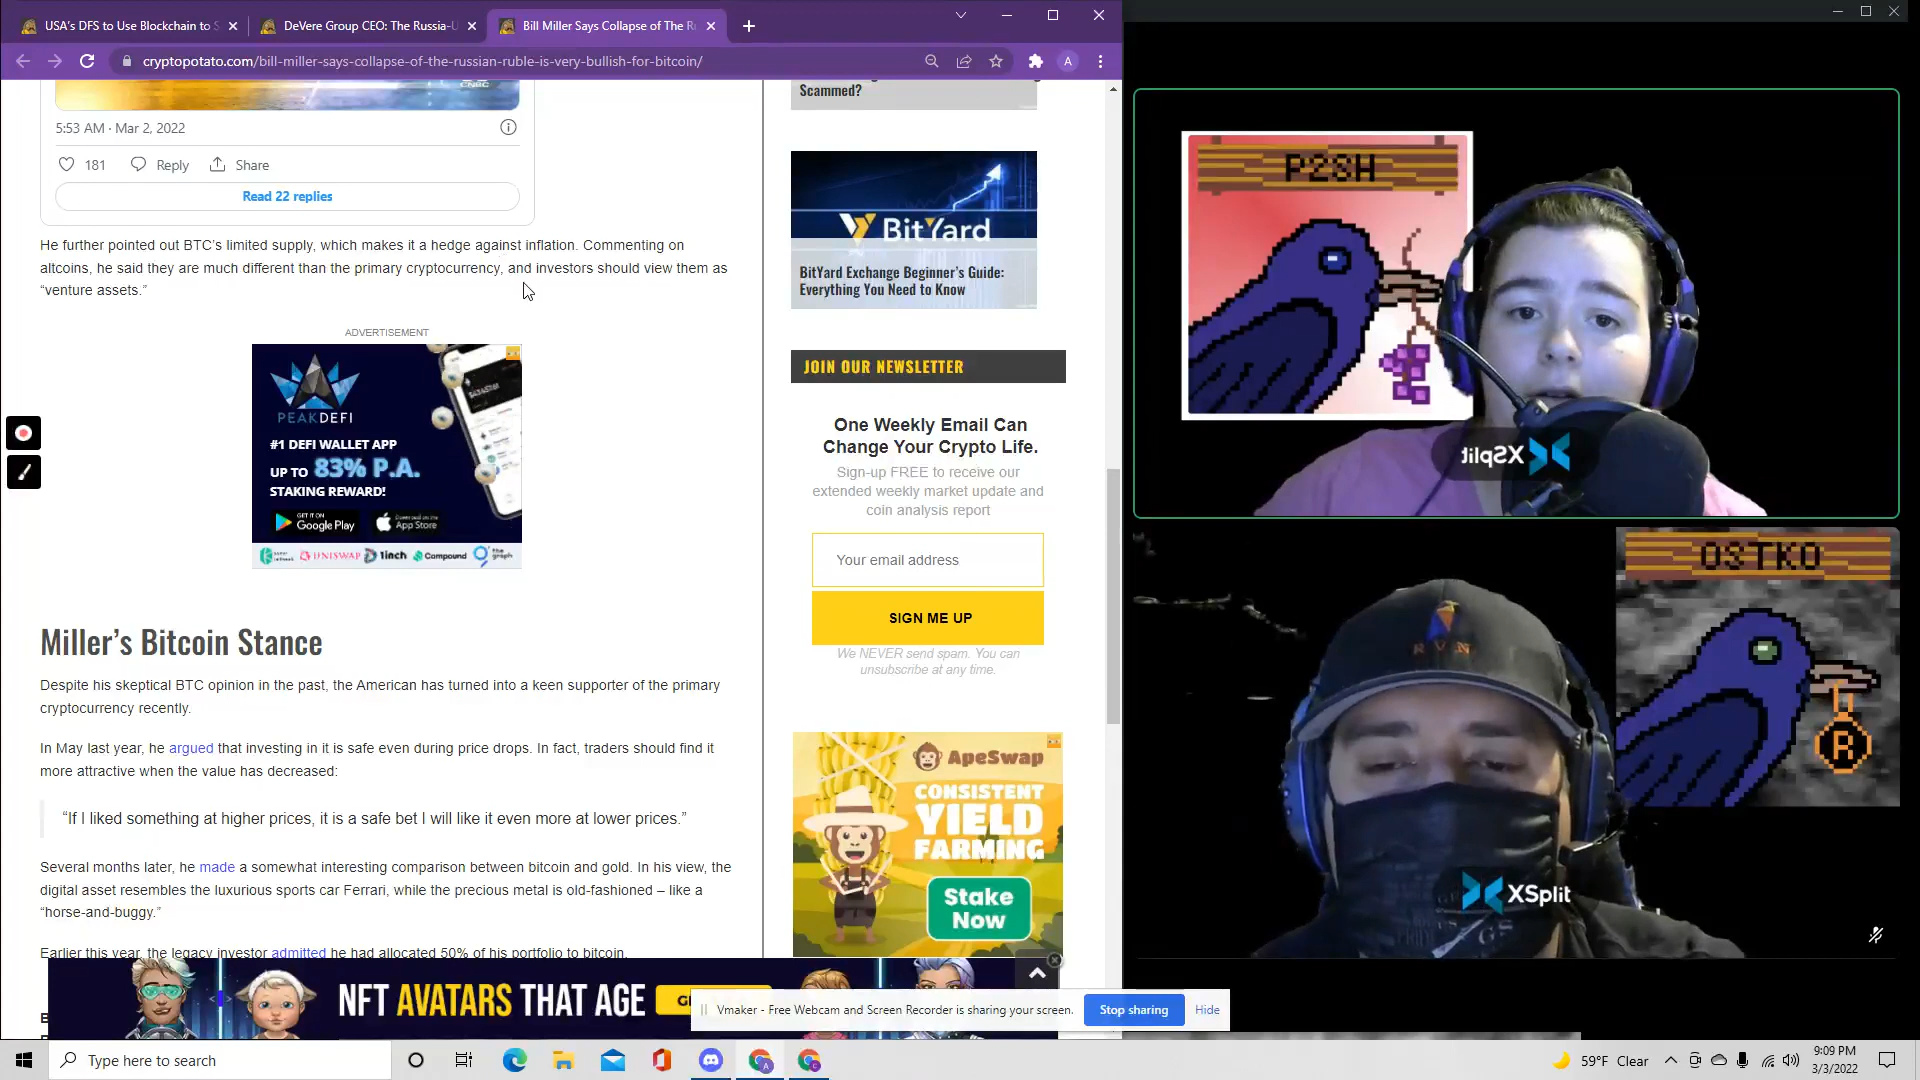 USA's DFS to Use Blockchain to S
DeVere Group CEO: The Russia-U
Bill Miller Says Collapse of The Ru
cryptopotato.com/bill-miller-says-collapse-of-the-russian-ruble-is-very-bullish-for-bitcoin/
A
CNBC
5:53 AM · Mar 2, 2022
181
Reply
Share
Read 22 replies
He further pointed out BTC's limited supply, which makes it a hedge against inflation. Commenting on
altcoins, he said they are much different than the primary cryptocurrency, and investors should view them as
“venture assets.”
ADVERTISEMENT
PEAKDEFI
#1 DEFI WALLET APP
UP TO 83% P.A.
STAKING REWARD!
GET IT ON
Google Play
Download on the
App Store
UNISWAP
1inch
Compound
the graph
Miller's Bitcoin Stance
Despite his skeptical BTC opinion in the past, the American has turned into a keen supporter of the primary
cryptocurrency recently.
In May last year, he argued that investing in it is safe even during price drops. In fact, traders should find it
more attractive when the value has decreased:
“If I liked something at higher prices, it is a safe bet I will like it even more at lower prices.”
Several months later, he made a somewhat interesting comparison between bitcoin and gold. In his view, the
digital asset resembles the luxurious sports car Ferrari, while the precious metal is old-fashioned – like a
“horse-and-buggy.”
Earlier this year, the legacy investor admitted he had allocated 50% of his portfolio to bitcoin.
Scammed?
BitYard
BitYard Exchange Beginner's Guide:
Everything You Need to Know
JOIN OUR NEWSLETTER
One Weekly Email Can
Change Your Crypto Life.
Sign-up FREE to receive our
extended weekly market update and
coin analysis report
Your email address
SIGN ME UP
We NEVER send spam. You can
unsubscribe at any time.
ApeSwap
CONSISTENT
YIELD
FARMING
Stake
Now
NFT AVATARS THAT AGE
Vmaker - Free Webcam and Screen Recorder is sharing your screen.
Stop sharing
Hide
P2SH
XSplit
OSTKO
R
RVN
XSplit
Type here to search
59°F Clear
9:09 PM
3/3/2022